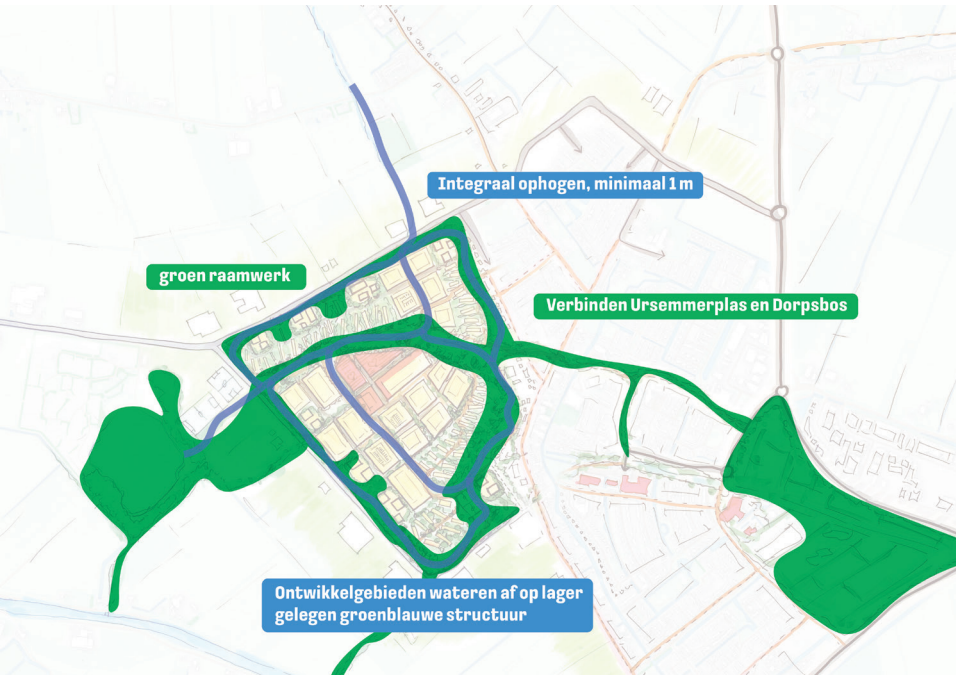 Integraal ophogen, minimaal 1 m
groen raamwerk
Verbinden Ursemmerplas en Dorpsbos
Ontwikkelgebieden wateren af op lager
gelegen groenblauwe structuur